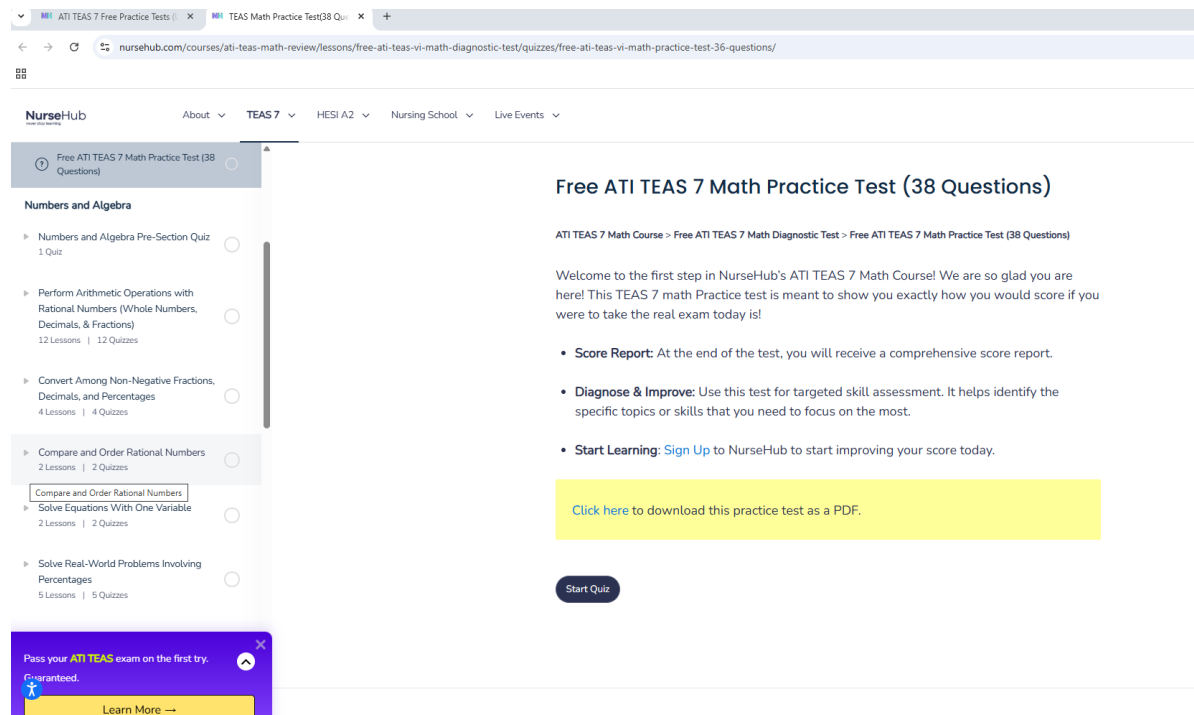 ATI TEAS 7 Free Practice Tests (
TEAS Math Practice Test(38 Que
nursehub.com/courses/ati-teas-math-review/lessons/free-ati-teas-vi-math-diagnostic-test/quizzes/free-ati-teas-vi-math-practice-test-36-questions/
NurseHub
never stop learning
About
TEAS 7
HESI A2
Nursing School
Live Events
Free ATI TEAS 7 Math Practice Test (38
Questions)
Numbers and Algebra
Numbers and Algebra Pre-Section Quiz
1 Quiz
Perform Arithmetic Operations with
Rational Numbers (Whole Numbers,
Decimals, & Fractions)
12 Lessons | 12 Quizzes
Convert Among Non-Negative Fractions,
Decimals, and Percentages
4 Lessons | 4 Quizzes
Compare and Order Rational Numbers
2 Lessons | 2 Quizzes
Compare and Order Rational Numbers
Solve Equations With One Variable
2 Lessons | 2 Quizzes
Solve Real-World Problems Involving
Percentages
5 Lessons | 5 Quizzes
Pass your ATI TEAS exam on the first try.
Guaranteed.
Learn More →
Free ATI TEAS 7 Math Practice Test (38 Questions)
ATI TEAS 7 Math Course > Free ATI TEAS 7 Math Diagnostic Test > Free ATI TEAS 7 Math Practice Test (38 Questions)
Welcome to the first step in NurseHub's ATI TEAS 7 Math Course! We are so glad you are
here! This TEAS 7 math Practice test is meant to show you exactly how you would score if you
were to take the real exam today is!
• Score Report: At the end of the test, you will receive a comprehensive score report.
• Diagnose & Improve: Use this test for targeted skill assessment. It helps identify the
specific topics or skills that you need to focus on the most.
• Start Learning: Sign Up to NurseHub to start improving your score today.
Click here to download this practice test as a PDF.
Start Quiz